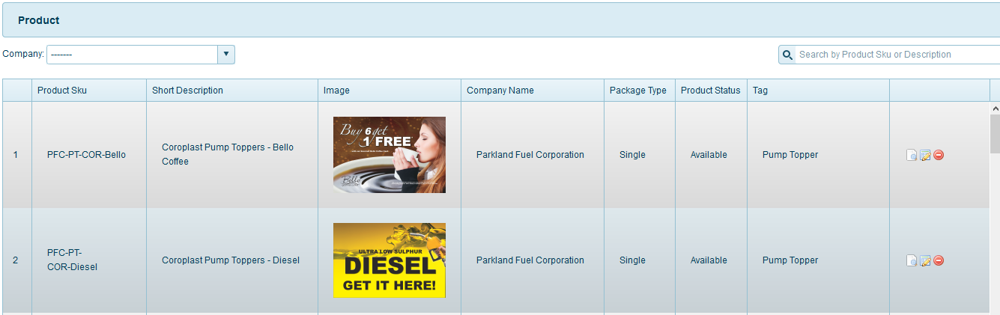 Product
Company: -------
Search by Product Sku or Description
Product Sku Short Description Image Company Name Package Type Product Status Tag
1 PFC-PT-COR-Bello Coroplast Pump Toppers - Bello Parkland Fuel Corporation Single Available Pump Topper
Coffee
Buy 6 get
1 FREE
Bello
2 PFC-PT- Coroplast Pump Toppers - Diesel Parkland Fuel Corporation Single Available Pump Topper
COR-Diesel
ULTRA LOW SULPHUR
DIESEL
GET IT HERE!